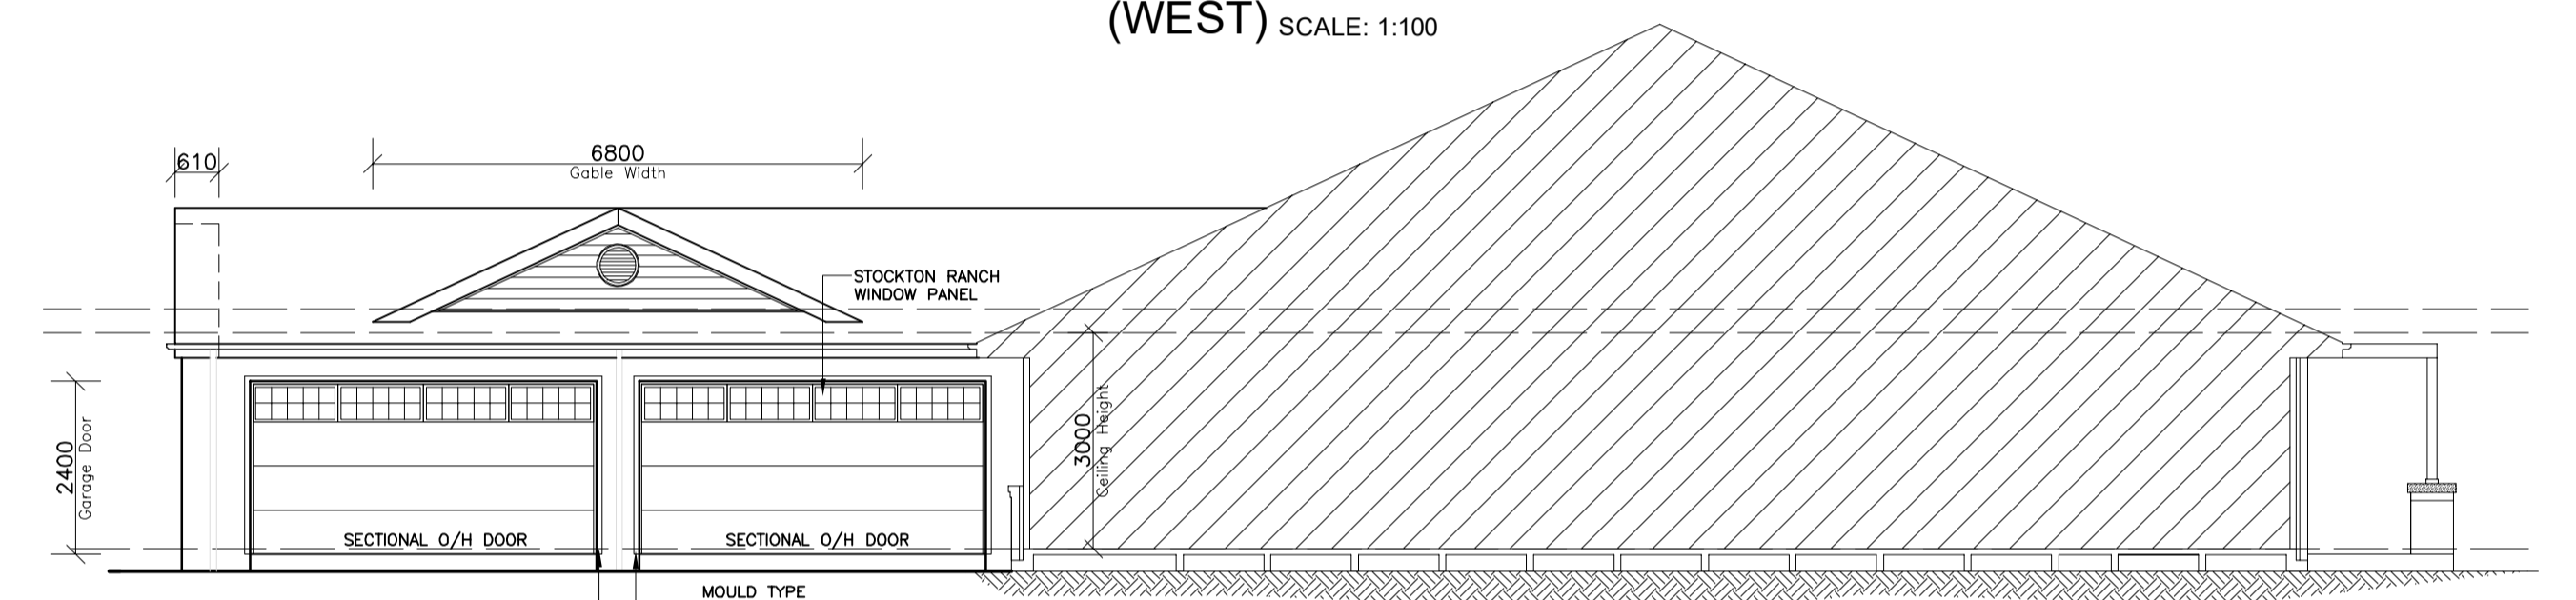 (WEST) SCALE: 1:100
610
6800
Gable Width
STOCKTON RANCH
WINDOW PANEL
2400
Garage Door
3000
Ceiling Height
SECTIONAL O/H DOOR
SECTIONAL O/H DOOR
MOULD TYPE